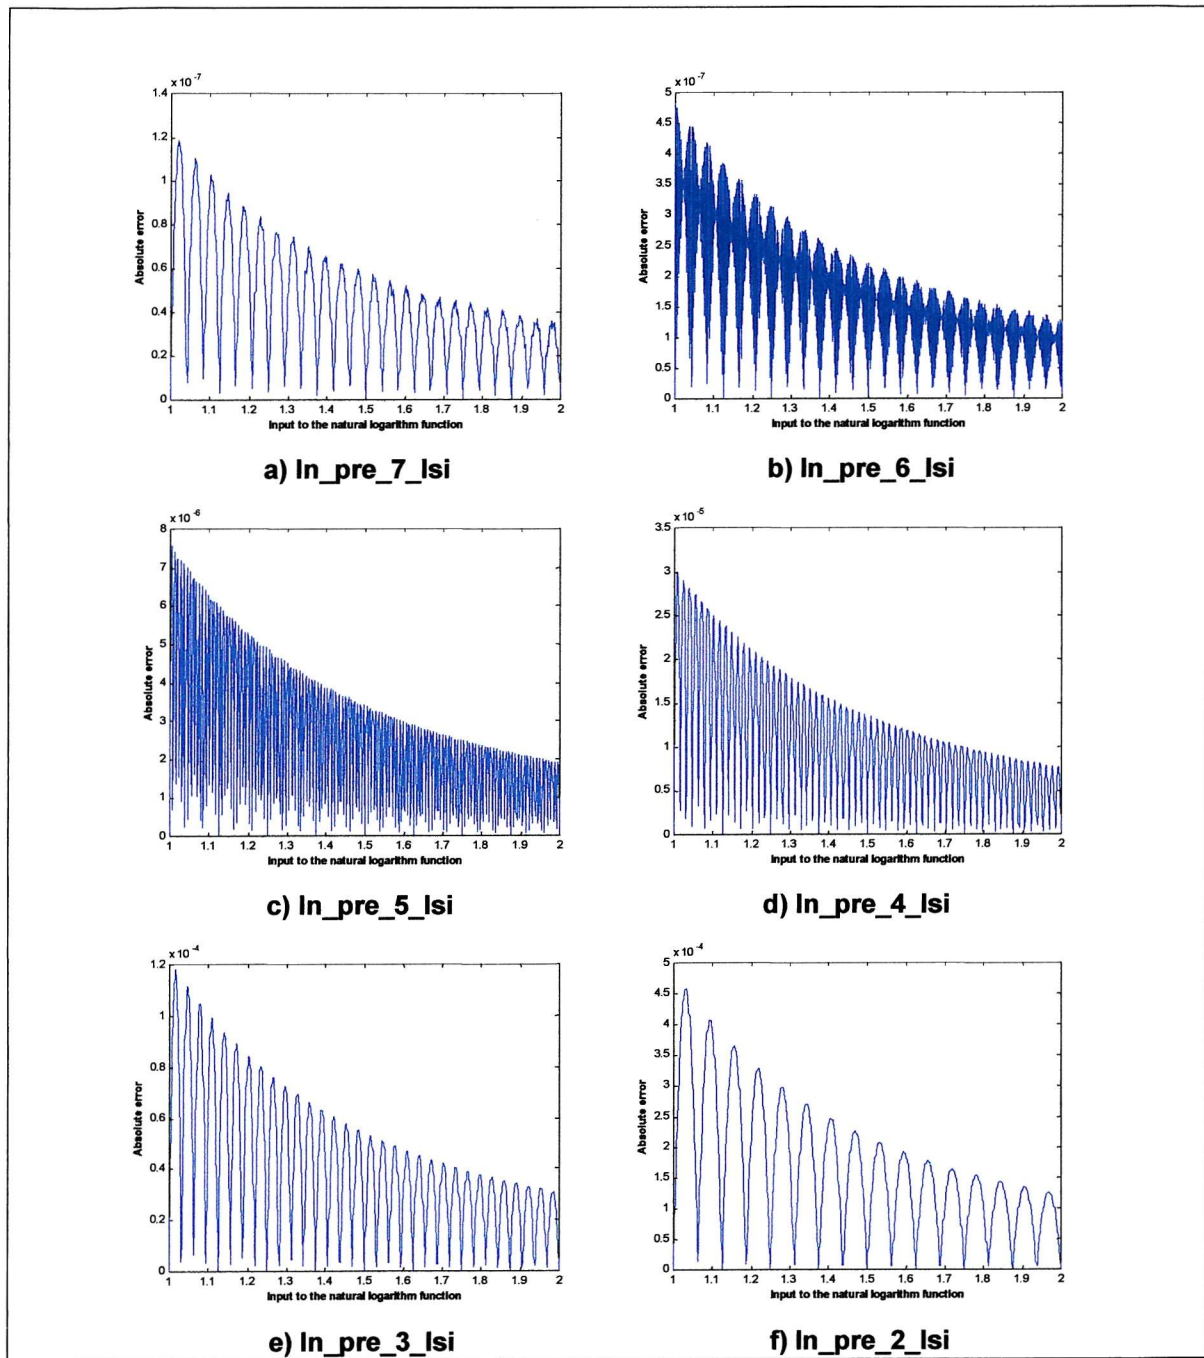 x 10 -7
1.4
1.2
1
0.8
0.6
0.4
0.2
0
Absolute error
1 1.1 1.2 1.3 1.4 1.5 1.6 1.7 1.8 1.9 2
Input to the natural logarithm function
a) ln_pre_7_lsi
x 10 -7
5
4.5
4
3.5
3
2.5
2
1.5
1
0.5
0
Absolute error
1 1.1 1.2 1.3 1.4 1.5 1.6 1.7 1.8 1.9 2
Input to the natural logarithm function
b) ln_pre_6_lsi
x 10 -6
8
7
6
5
4
3
2
1
0
Absolute error
1 1.1 1.2 1.3 1.4 1.5 1.6 1.7 1.8 1.9 2
Input to the natural logarithm function
c) ln_pre_5_lsi
x 10 -5
3.5
3
2.5
2
1.5
1
0.5
0
Absolute error
1 1.1 1.2 1.3 1.4 1.5 1.6 1.7 1.8 1.9 2
Input to the natural logarithm function
d) ln_pre_4_lsi
x 10 -4
1.2
1
0.8
0.6
0.4
0.2
0
Absolute error
1 1.1 1.2 1.3 1.4 1.5 1.6 1.7 1.8 1.9 2
Input to the natural logarithm function
e) ln_pre_3_lsi
x 10 -4
5
4.5
4
3.5
3
2.5
2
1.5
1
0.5
0
Absolute error
1 1.1 1.2 1.3 1.4 1.5 1.6 1.7 1.8 1.9 2
Input to the natural logarithm function
f) ln_pre_2_lsi